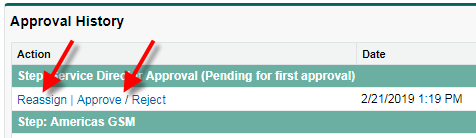 Approval History
Action Date
Step: Service Director Approval (Pending for first approval)
Reassign | Approve / Reject 2/21/2019 1:19 PM
Step: Americas GSM